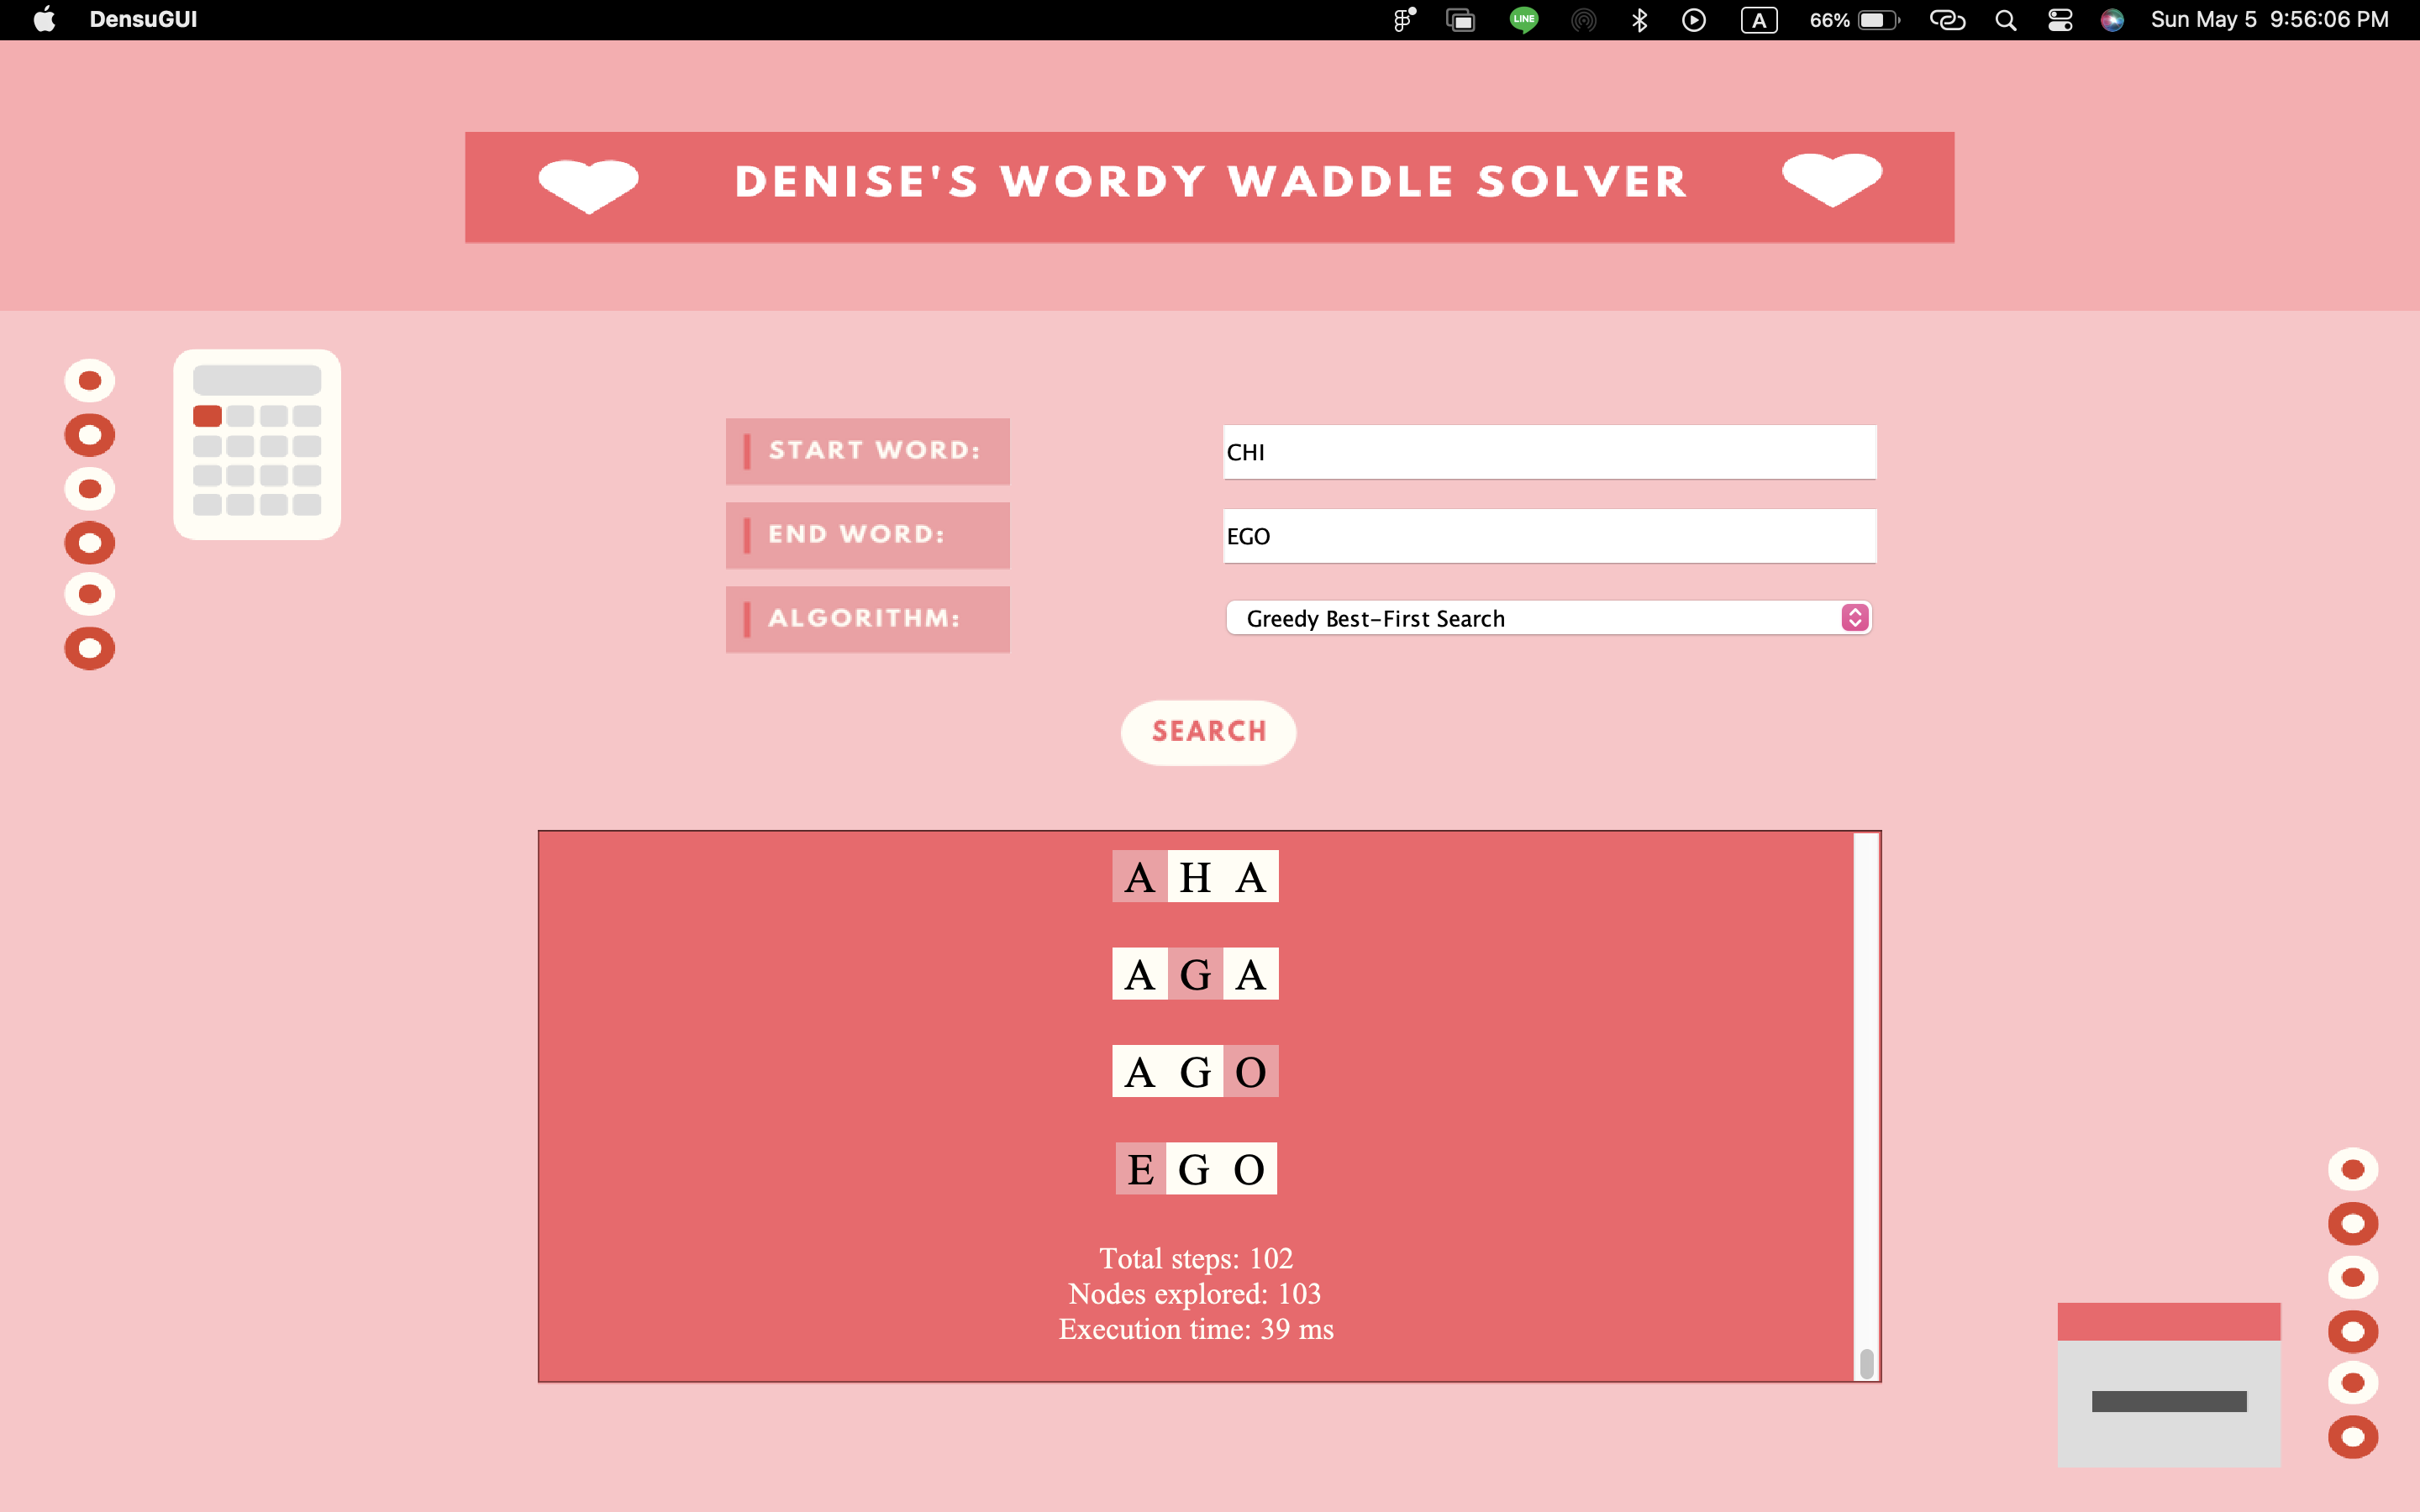 DensuGUI LINE A 66% Sun May 5 9:56:06 PM
DENISE'S WORDY WADDLE SOLVER
START WORD: CHI
END WORD: EGO
ALGORITHM: Greedy Best-First Search
SEARCH
A H A
A G A
A G O
E G O
Total steps: 102
Nodes explored: 103
Execution time: 39 ms